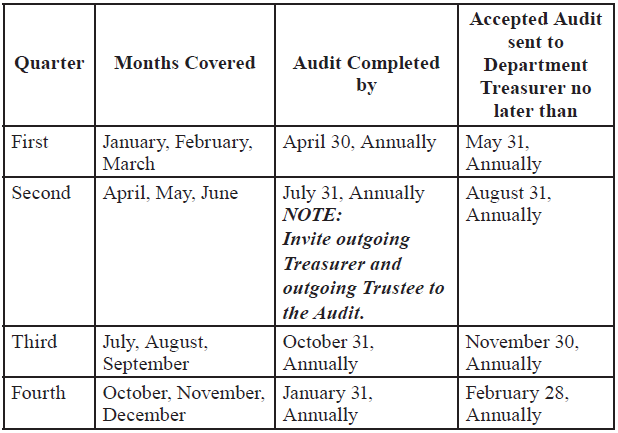 Quarter
Months Covered
Audit Completed
by
Accepted Audit
sent to
Department
Treasurer no
later than
First
January, February,
March
April 30, Annually
May 31,
Annually
Second
April, May, June
July 31, Annually
NOTE:
Invite outgoing
Treasurer and
outgoing Trustee to
the Audit.
August 31,
Annually
Third
July, August,
September
October 31,
Annually
November 30,
Annually
Fourth
October, November,
December
January 31,
Annually
February 28,
Annually